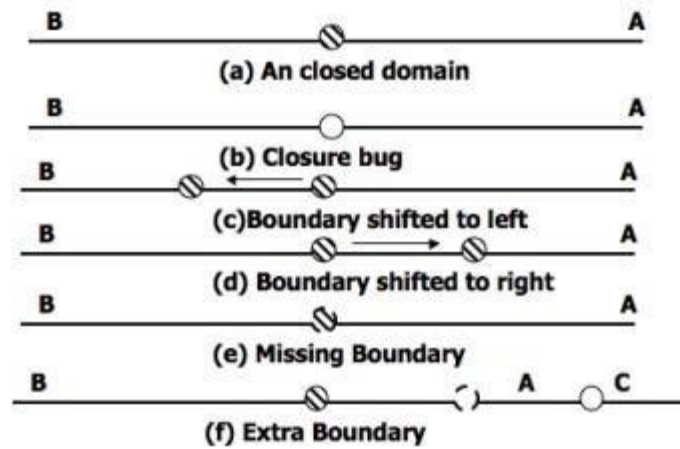 B A
(a) An closed domain
B A
(b) Closure bug
B A
(c)Boundary shifted to left
B A
(d) Boundary shifted to right
B A
(e) Missing Boundary
B A C
(f) Extra Boundary